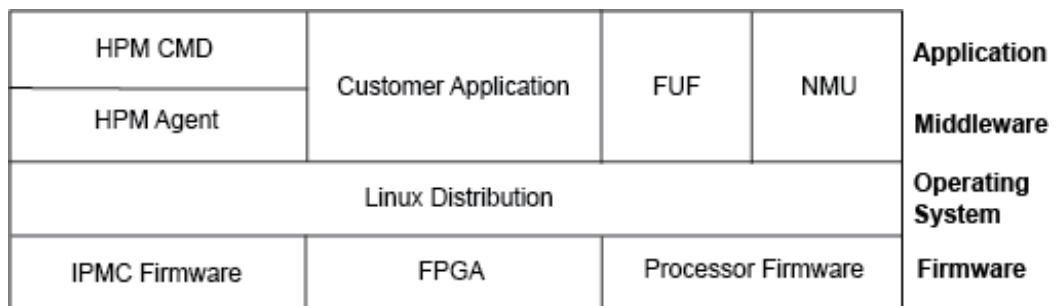 HPM CMD
Customer Application
FUF
NMU
Application
HPM Agent
Middleware
Linux Distribution
Operating
System
IPMC Firmware
FPGA
Processor Firmware
Firmware